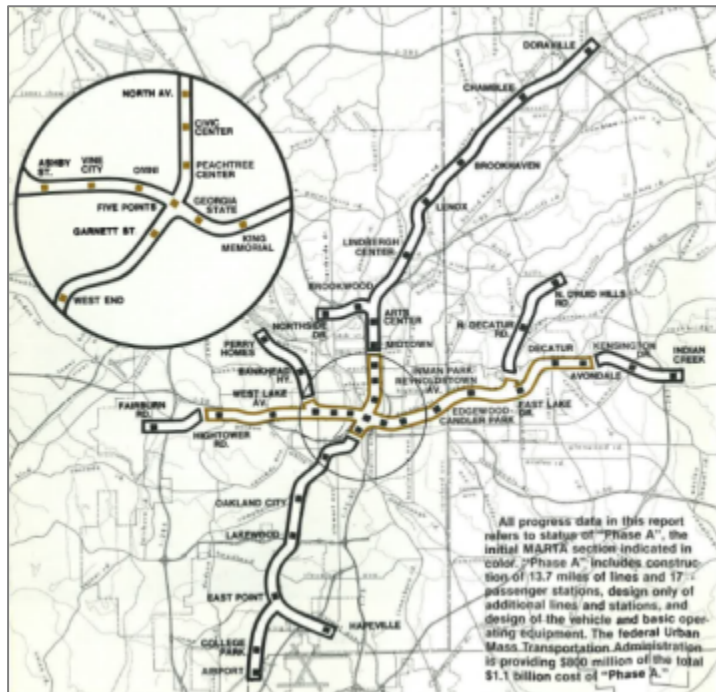 DORAVILLE
CHAMBLEE
NORTH AV.
CIVIC
CENTER
BROOKHAVEN
ASHBY
ST.
VINE
CITY
OMNI
PEACHTREE
CENTER
LENOX
FIVE POINTS
GEORGIA
STATE
GARNETT ST.
KING
MEMORIAL
LINDBERGH
CENTER
BROOKWOOD
N. DRUID HILLS
RD.
WEST END
NORTHSIDE
DR.
ARTS
CENTER
N. DECATUR
RD.
PERRY
HOMES
MIDTOWN
DECATUR
KENSINGTON
DR.
INDIAN
CREEK
BANKHEAD
HY.
INMAN PARK
REYNOLDSTOWN
AV.
AVONDALE
WEST LAKE
AV.
FAIRBURN
RD.
EDGEWOOD-
CANDLER PARK
EAST LAKE
DR.
HIGHTOWER
RD.
OAKLAND CITY
LAKEWOOD
EAST POINT
HAPEVILLE
COLLEGE
PARK
AIRPORT
All progress data in this report
refers to status of "Phase A", the
initial MARTA section indicated in
color. "Phase A" includes construc-
tion of 13.7 miles of lines and 17
passenger stations, design only of
additional lines and stations, and
design of the vehicle and basic oper-
ating equipment. The federal Urban
Mass Transportation Administration
is providing $800 million of the total
$1.1 billion cost of "Phase A."